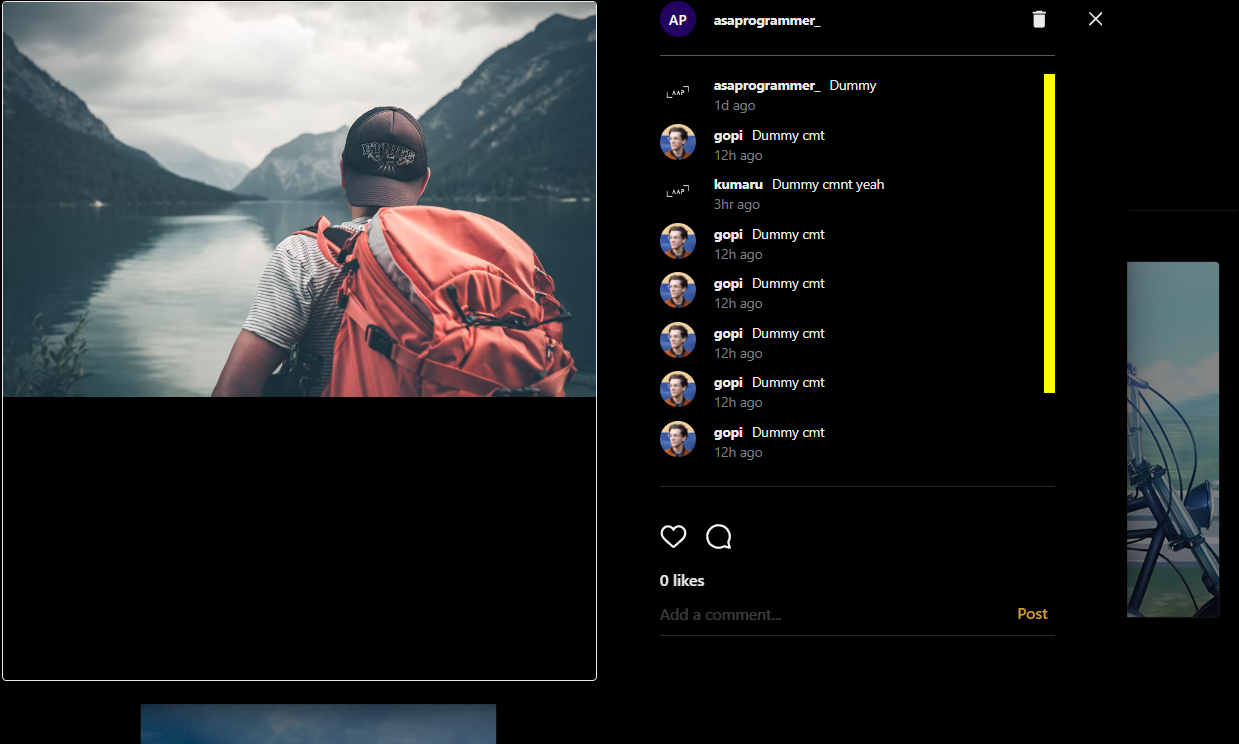 AP asaprogrammer_
asaprogrammer_ Dummy
1d ago
gopi Dummy cmt
12h ago
kumaru Dummy cmnt yeah
3hr ago
gopi Dummy cmt
12h ago
gopi Dummy cmt
12h ago
gopi Dummy cmt
12h ago
gopi Dummy cmt
12h ago
gopi Dummy cmt
12h ago
0 likes
Add a comment...
Post